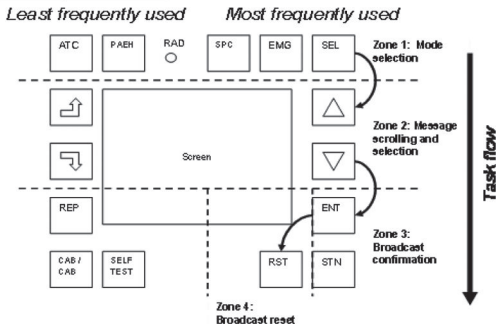 Least frequently used
Most frequently used
ATC
PAEH
RAD
SPC
EMG
SEL
Zone 1: Mode
selection
Screen
Zone 2: Message
scrolling and
selection
Task flow
REP
ENT
Zone 3:
Broadcast
confirmation
CAB /
CAB
SELF
TEST
RST
STN
Zone 4:
Broadcast reset